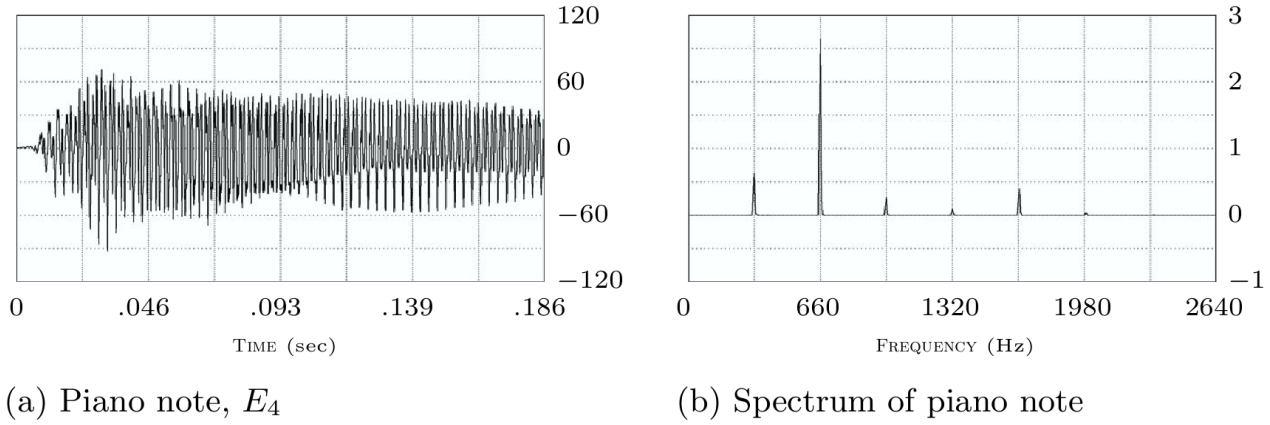 120
60
0
−60
−120
0 .046 .093 .139 .186
TIME (sec)
(a) Piano note, E4
3
2
1
0
−1
0 660 1320 1980 2640
FREQUENCY (Hz)
(b) Spectrum of piano note